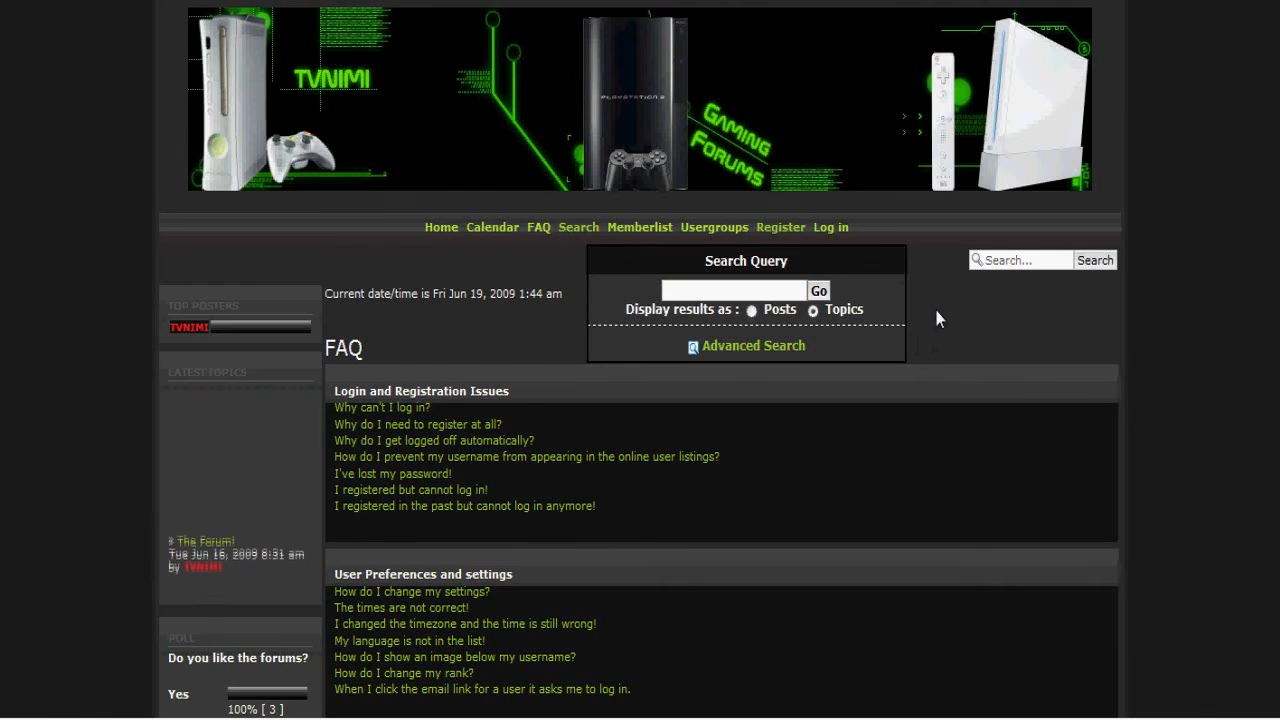 TVNIMI
PLAYSTATION 3
GAMING
FORUMS
Home Calendar FAQ Search Memberlist Usergroups Register Log in
Search Query
Go
Display results as : Posts Topics
Advanced Search
Search... Search
Current date/time is Fri Jun 19, 2009 1:44 am
TOP POSTERS
TVNIMI
LATEST TOPICS
» The Forum!
Tue Jun 16, 2009 8:31 am
by TVNIMI
POLL
Do you like the forums?
Yes
100% [ 3 ]
FAQ
Login and Registration Issues
Why can't I log in?
Why do I need to register at all?
Why do I get logged off automatically?
How do I prevent my username from appearing in the online user listings?
I've lost my password!
I registered but cannot log in!
I registered in the past but cannot log in anymore!
User Preferences and settings
How do I change my settings?
The times are not correct!
I changed the timezone and the time is still wrong!
My language is not in the list!
How do I show an image below my username?
How do I change my rank?
When I click the email link for a user it asks me to log in.